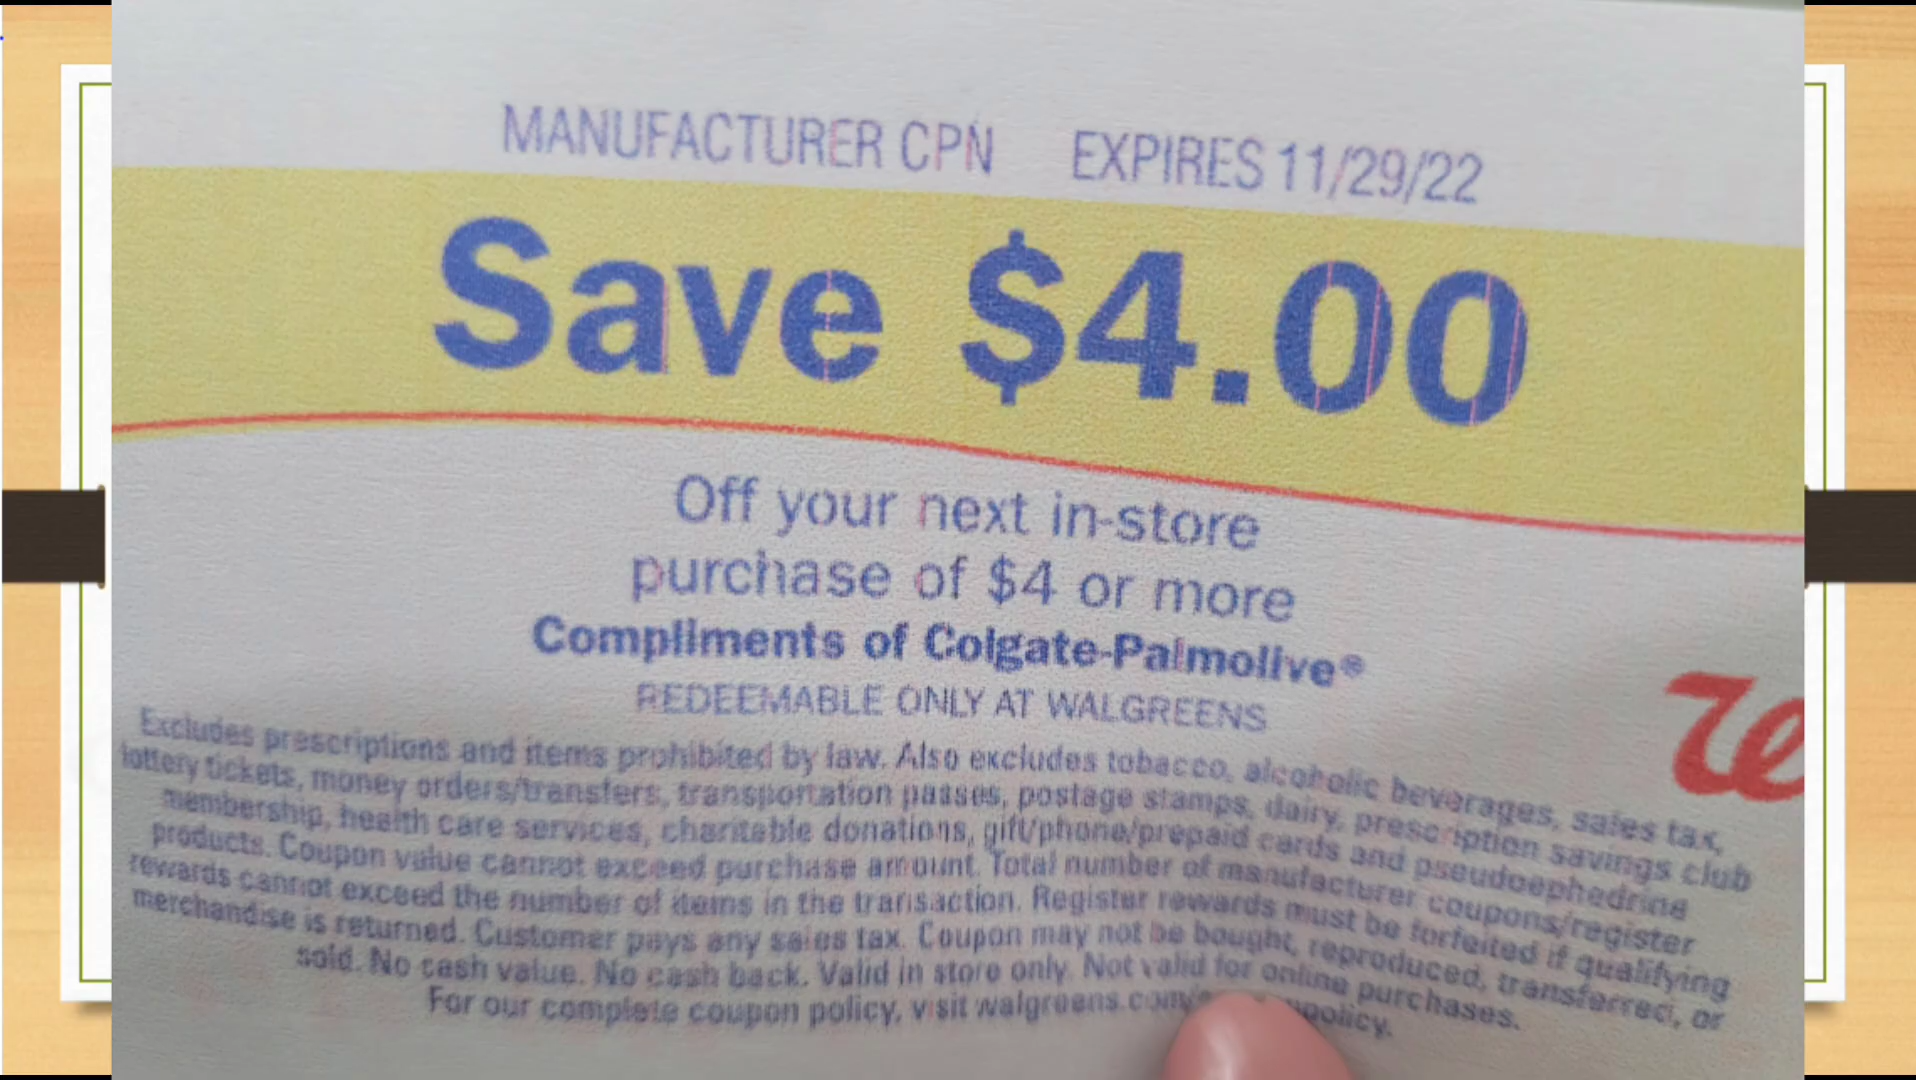 MANUFACTURER CPN EXPIRES 11/29/22
Save $4.00
Off your next in-store
purchase of $4 or more
Compliments of Colgate-Palmolive®
REDEEMABLE ONLY AT WALGREENS
Excludes prescriptions and items prohibited by law. Also excludes tobacco, alcoholic beverages, sales tax,
lottery tickets, money orders/transfers, transportation passes, postage stamps, dairy, prescription savings club
membership, health care services, charitable donations, gift/phone/prepaid cards and pseudoephedrine
products. Coupon value cannot exceed purchase amount. Total number of manufacturer coupons/register
rewards cannot exceed the number of items in the transaction. Register rewards must be forfeited if qualifying
merchandise is returned. Customer pays any sales tax. Coupon may not be bought, reproduced, transferred, or
sold. No cash value. No cash back. Valid in store only. Not valid for online purchases.
For our complete coupon policy, visit walgreens.com/ policy.